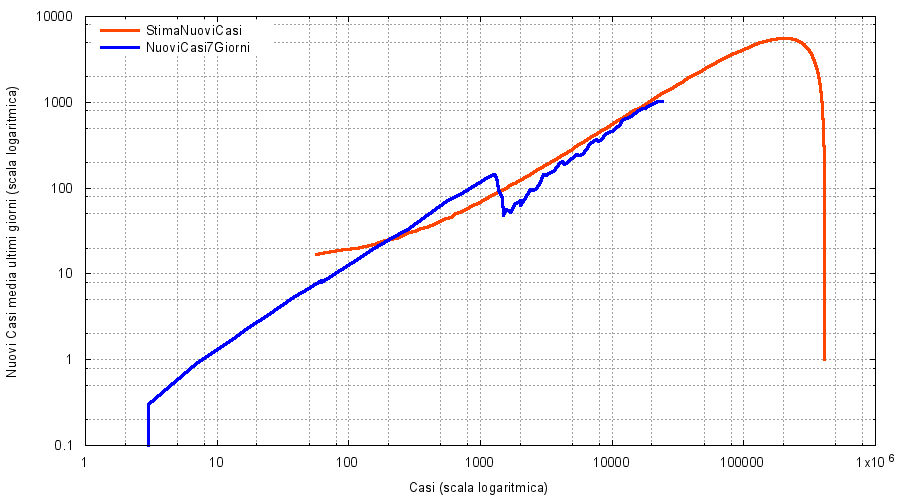 10000
StimaNuoviCasi
NuoviCasi7Giorni
1000
100
10
1
0.1
Nuovi Casi media ultimi giorni (scala logaritmica)
1
10
100
1000
10000
100000
1x10 6
Casi (scala logaritmica)